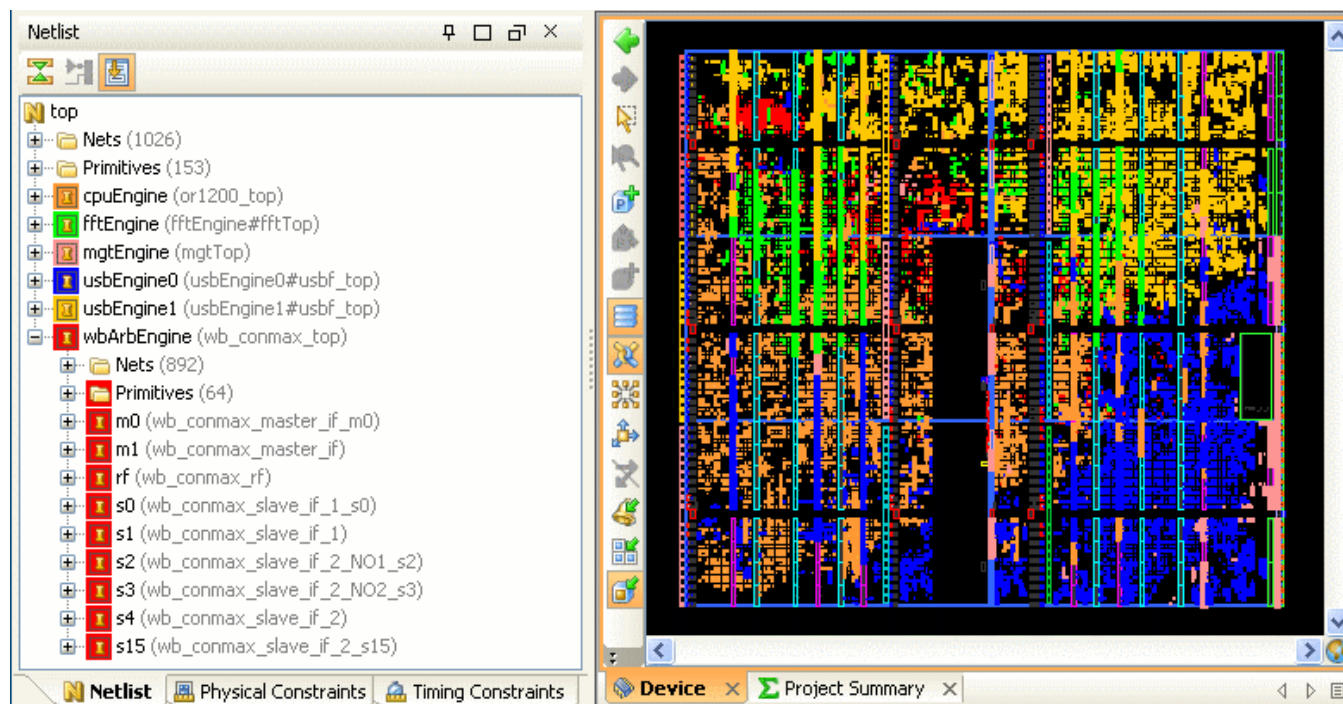 Netlist
top
Nets (1026)
Primitives (153)
cpuEngine (or1200_top)
fftEngine (fftEngine#fftTop)
mgtEngine (mgtTop)
usbEngine0 (usbEngine0#usbf_top)
usbEngine1 (usbEngine1#usbf_top)
wbArbEngine (wb_conmax_top)
Nets (892)
Primitives (64)
m0 (wb_conmax_master_if_m0)
m1 (wb_conmax_master_if)
rf (wb_conmax_rf)
s0 (wb_conmax_slave_if_1_s0)
s1 (wb_conmax_slave_if_1)
s2 (wb_conmax_slave_if_2_NO1_s2)
s3 (wb_conmax_slave_if_2_NO2_s3)
s4 (wb_conmax_slave_if_2)
s15 (wb_conmax_slave_if_2_s15)
Netlist Physical Constraints Timing Constraints
Device Project Summary